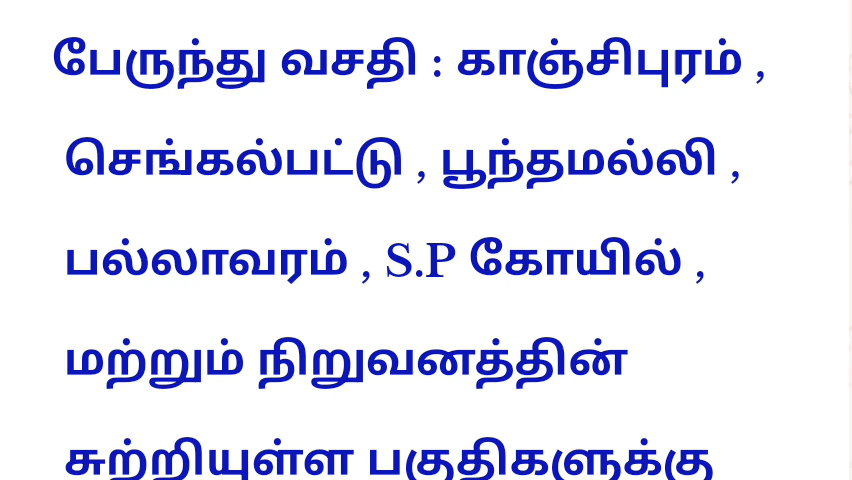 பேருந்து வசதி : காஞ்சிபுரம் ,
செங்கல்பட்டு , பூந்தமல்லி ,
பல்லாவரம் , S.P கோயில் ,
மற்றும் நிறுவனத்தின்
சுற்றியுள்ள பகுதிகளுக்கு